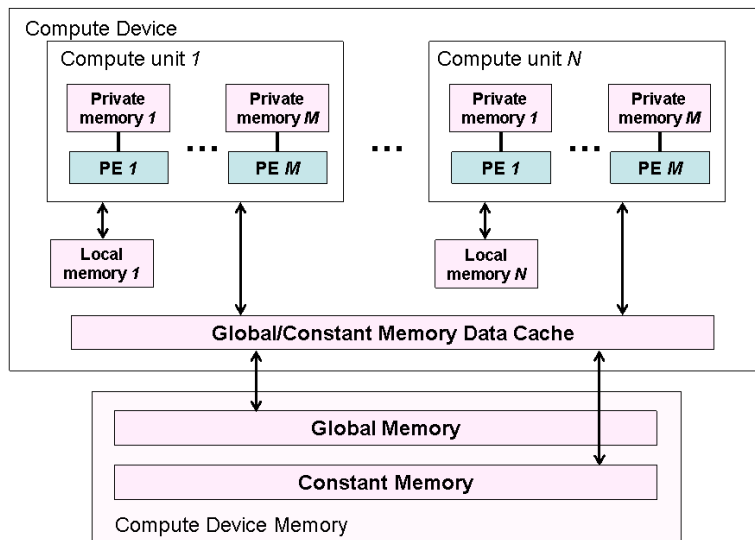 Compute Device
Compute unit 1
Compute unit N
Private
memory 1
Private
memory M
Private
memory 1
Private
memory M
PE 1
...
PE M
...
PE 1
...
PE M
Local
memory 1
Local
memory N
Global/Constant Memory Data Cache
Global Memory
Constant Memory
Compute Device Memory